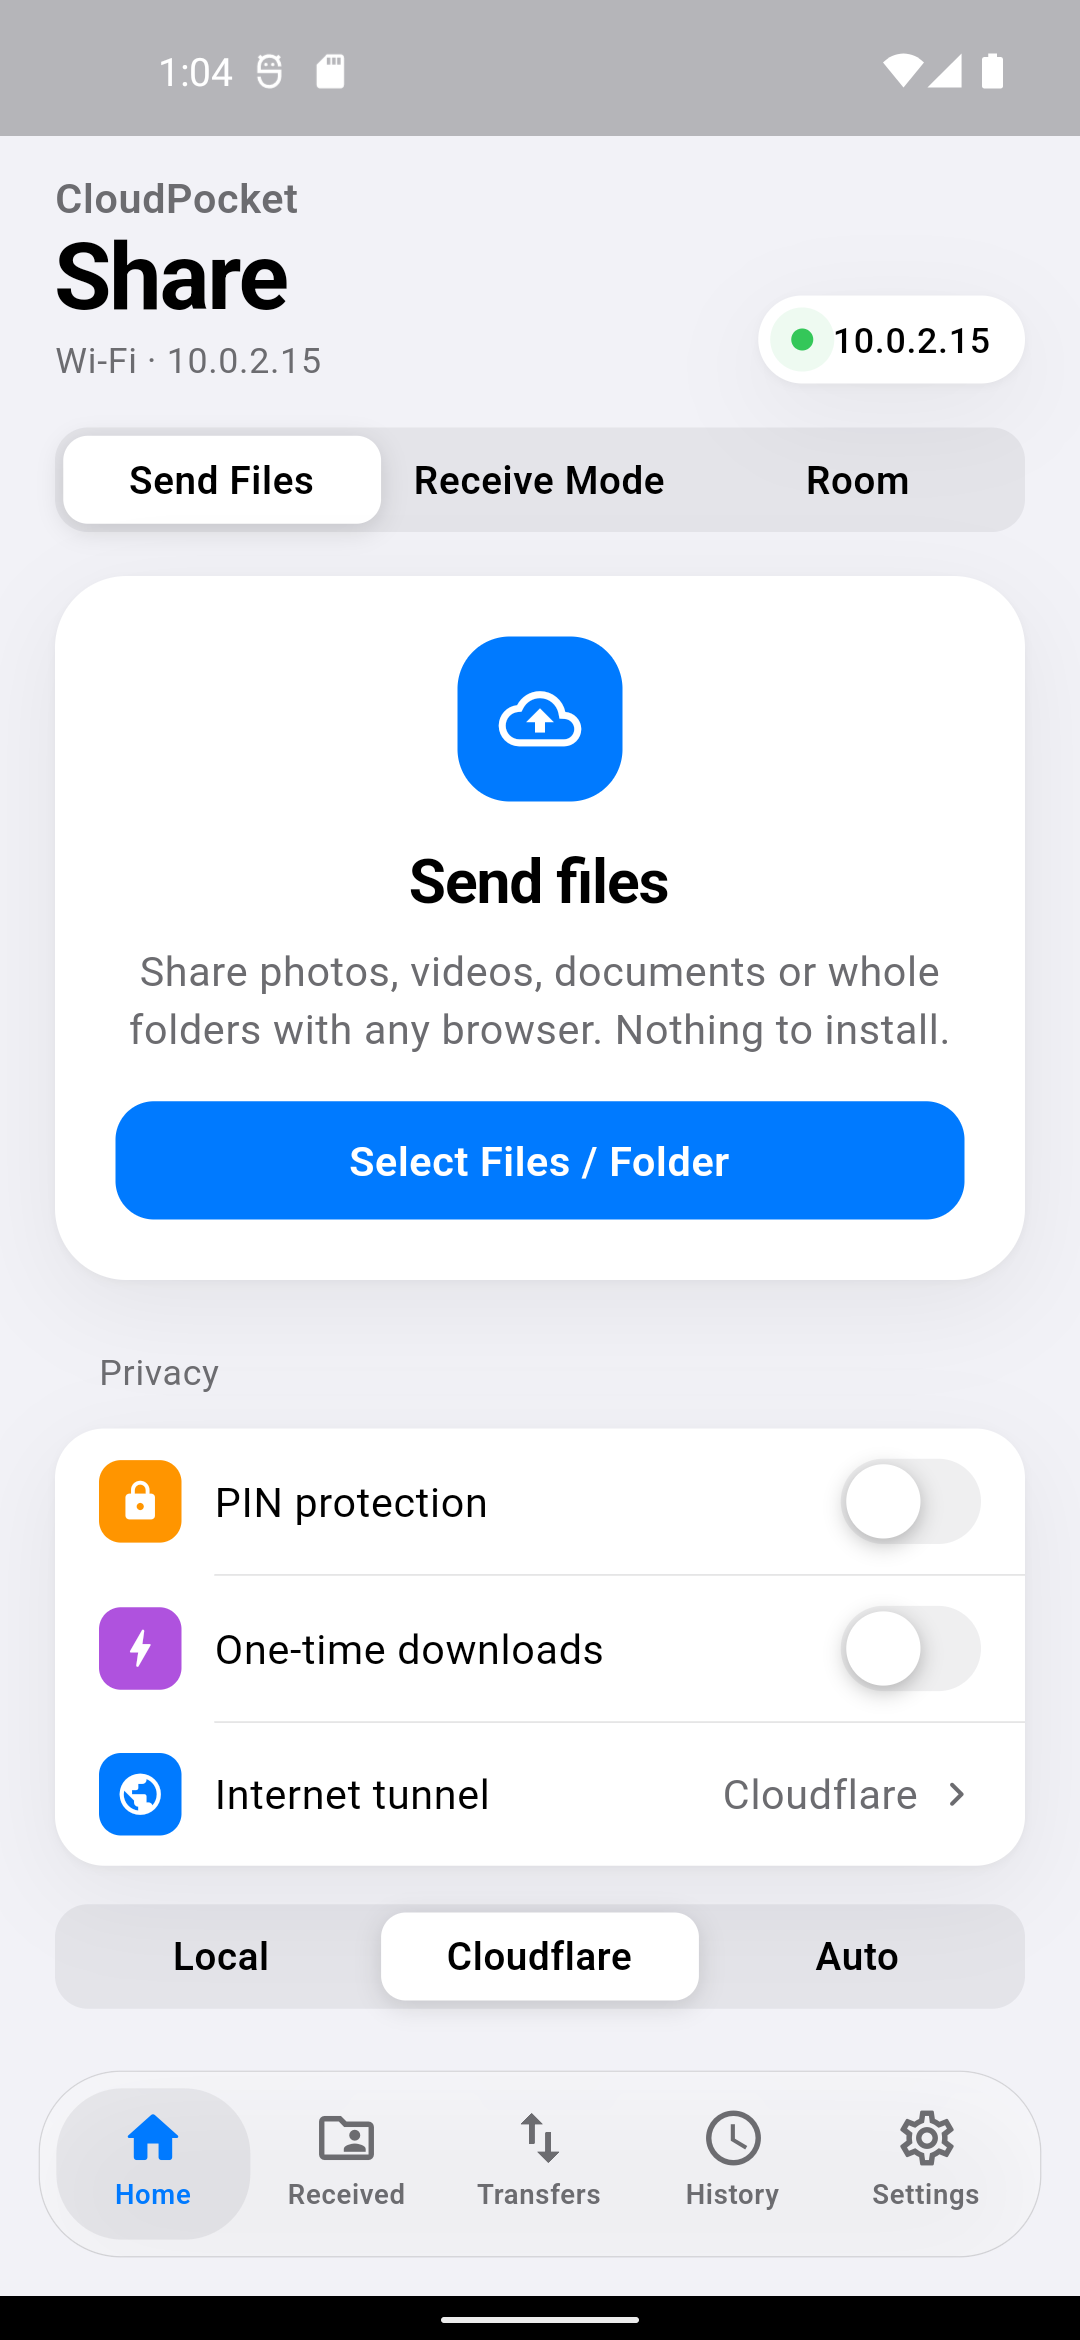 1:04
CloudPocket
Share
Wi-Fi · 10.0.2.15
10.0.2.15
Send Files
Receive Mode
Room
Send files
Share photos, videos, documents or whole
folders with any browser. Nothing to install.
Select Files / Folder
Privacy
PIN protection
One-time downloads
Internet tunnel
Cloudflare
Local
Cloudflare
Auto
Home
Received
Transfers
History
Settings